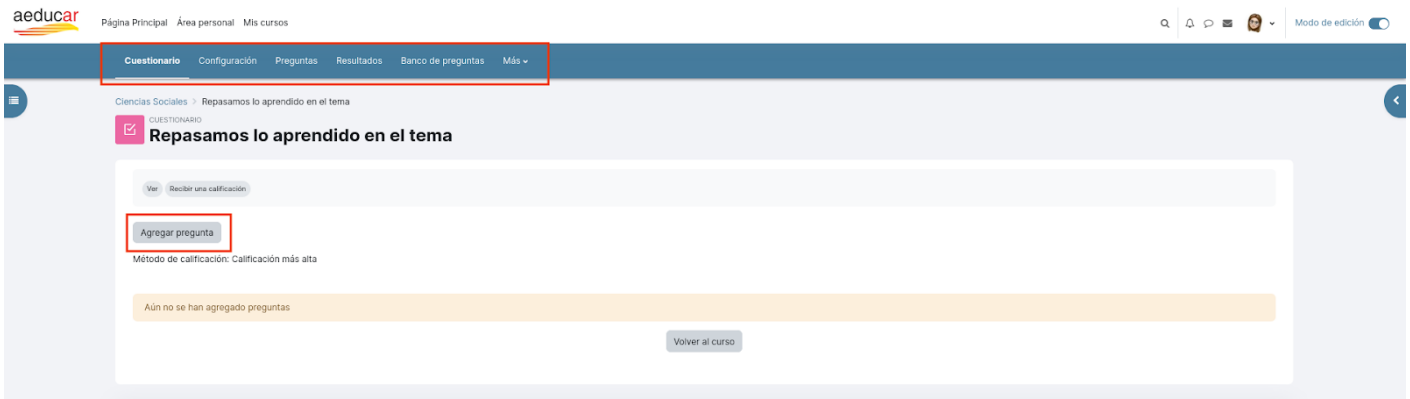 aeducar
Página Principal Área personal Mis cursos
Modo de edición
Cuestionario Configuración Preguntas Resultados Banco de preguntas Más
Ciencias Sociales > Repasamos lo aprendido en el tema
CUESTIONARIO
Repasamos lo aprendido en el tema
Ver Recibir una calificación
Agregar pregunta
Método de calificación: Calificación más alta
Aún no se han agregado preguntas
Volver al curso